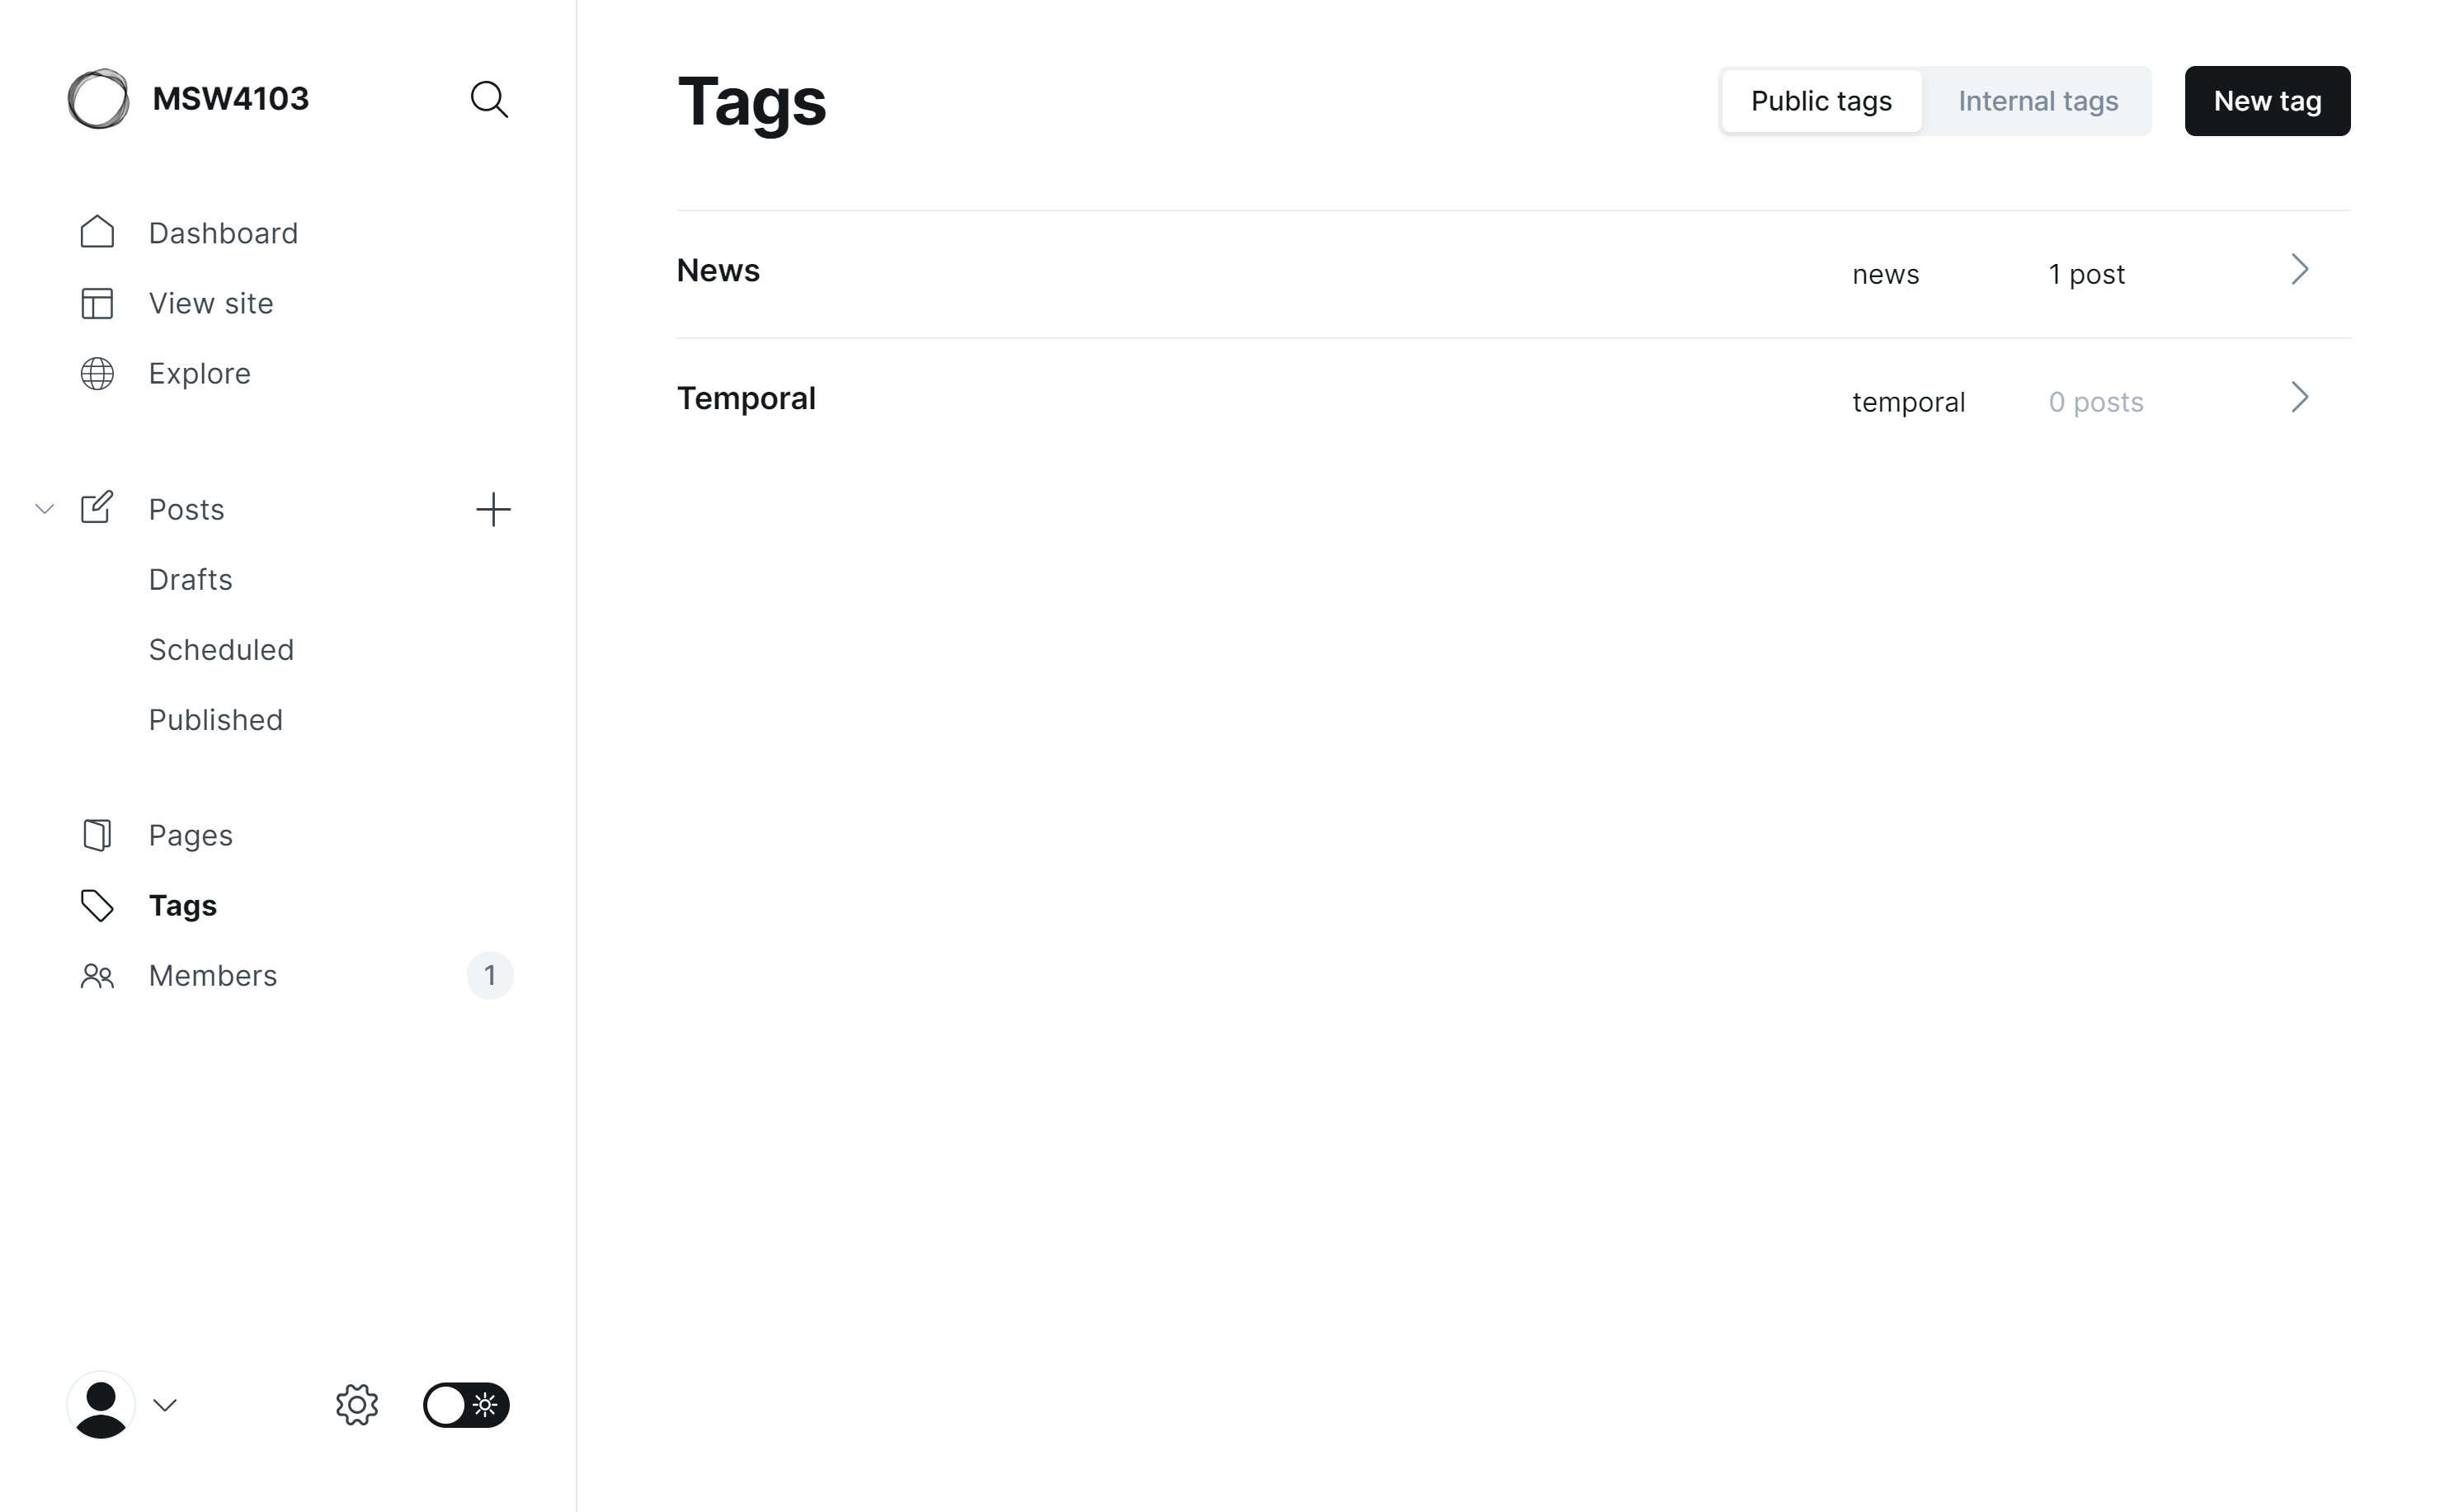 MSW4103
Dashboard
View site
Explore
Posts
Drafts
Scheduled
Published
Pages
Tags
Members 1
Tags
Public tags Internal tags New tag
News news 1 post
Temporal temporal 0 posts